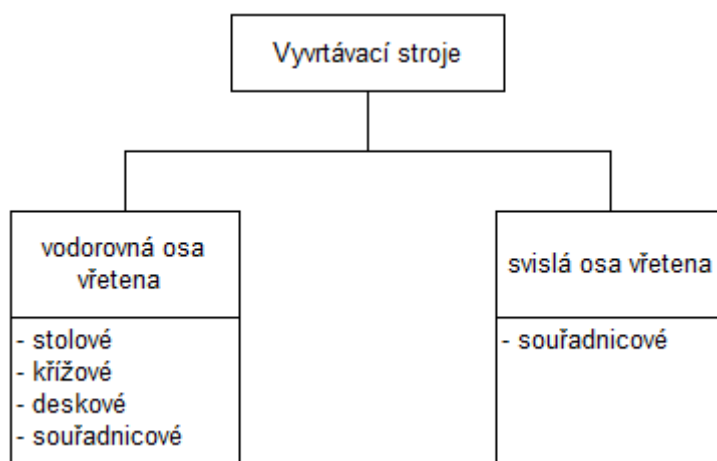 Vyvrtávací stroje
vodorovná osa
vřetena
- stolové
- křížové
- deskové
- souřadnicové
svislá osa vřetena
- souřadnicové